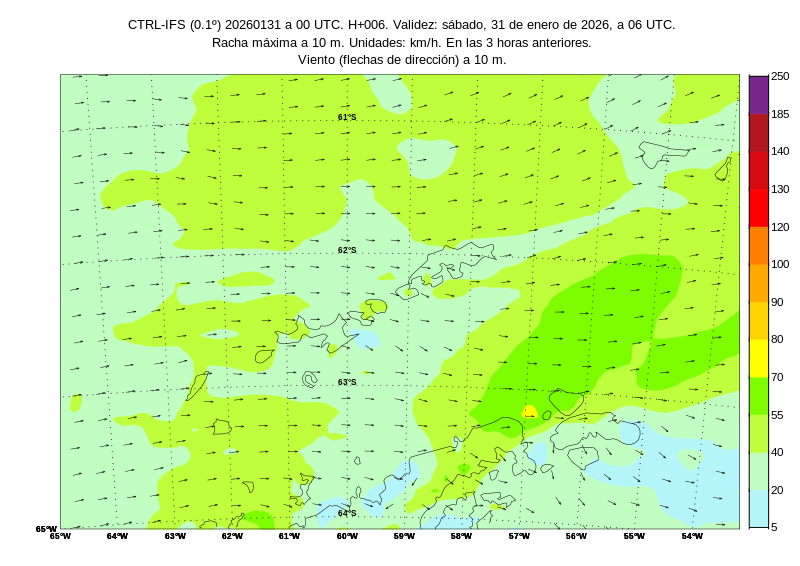 CTRL-IFS (0.1º) 20260131 a 00 UTC. H+006. Validez: sábado, 31 de enero de 2026, a 06 UTC.
Racha máxima a 10 m. Unidades: km/h. En las 3 horas anteriores.
Viento (flechas de dirección) a 10 m.
250
185
140
130
120
100
90
80
70
55
40
20
5
61°S
62°S
63°S
64°S
65°W
65°W 64°W 63°W 62°W 61°W 60°W 59°W 58°W 57°W 56°W 55°W 54°W